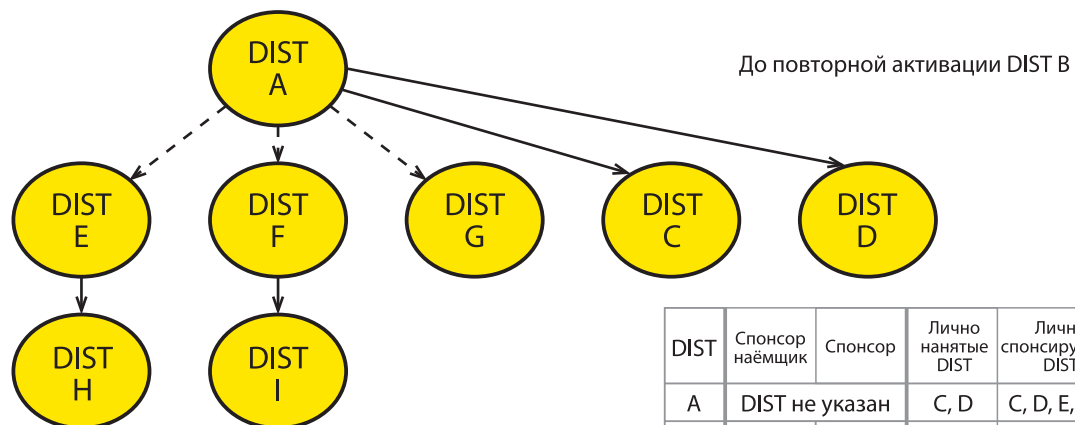 DIST
A
До повторной активации DIST B
DIST
E
DIST
F
DIST
G
DIST
C
DIST
D
DIST
H
DIST
I
DIST
Спонсор
наёмщик
Спонсор
Лично
нанятые
DIST
DIST
A
DIST не указан
C, D
C, D, E,